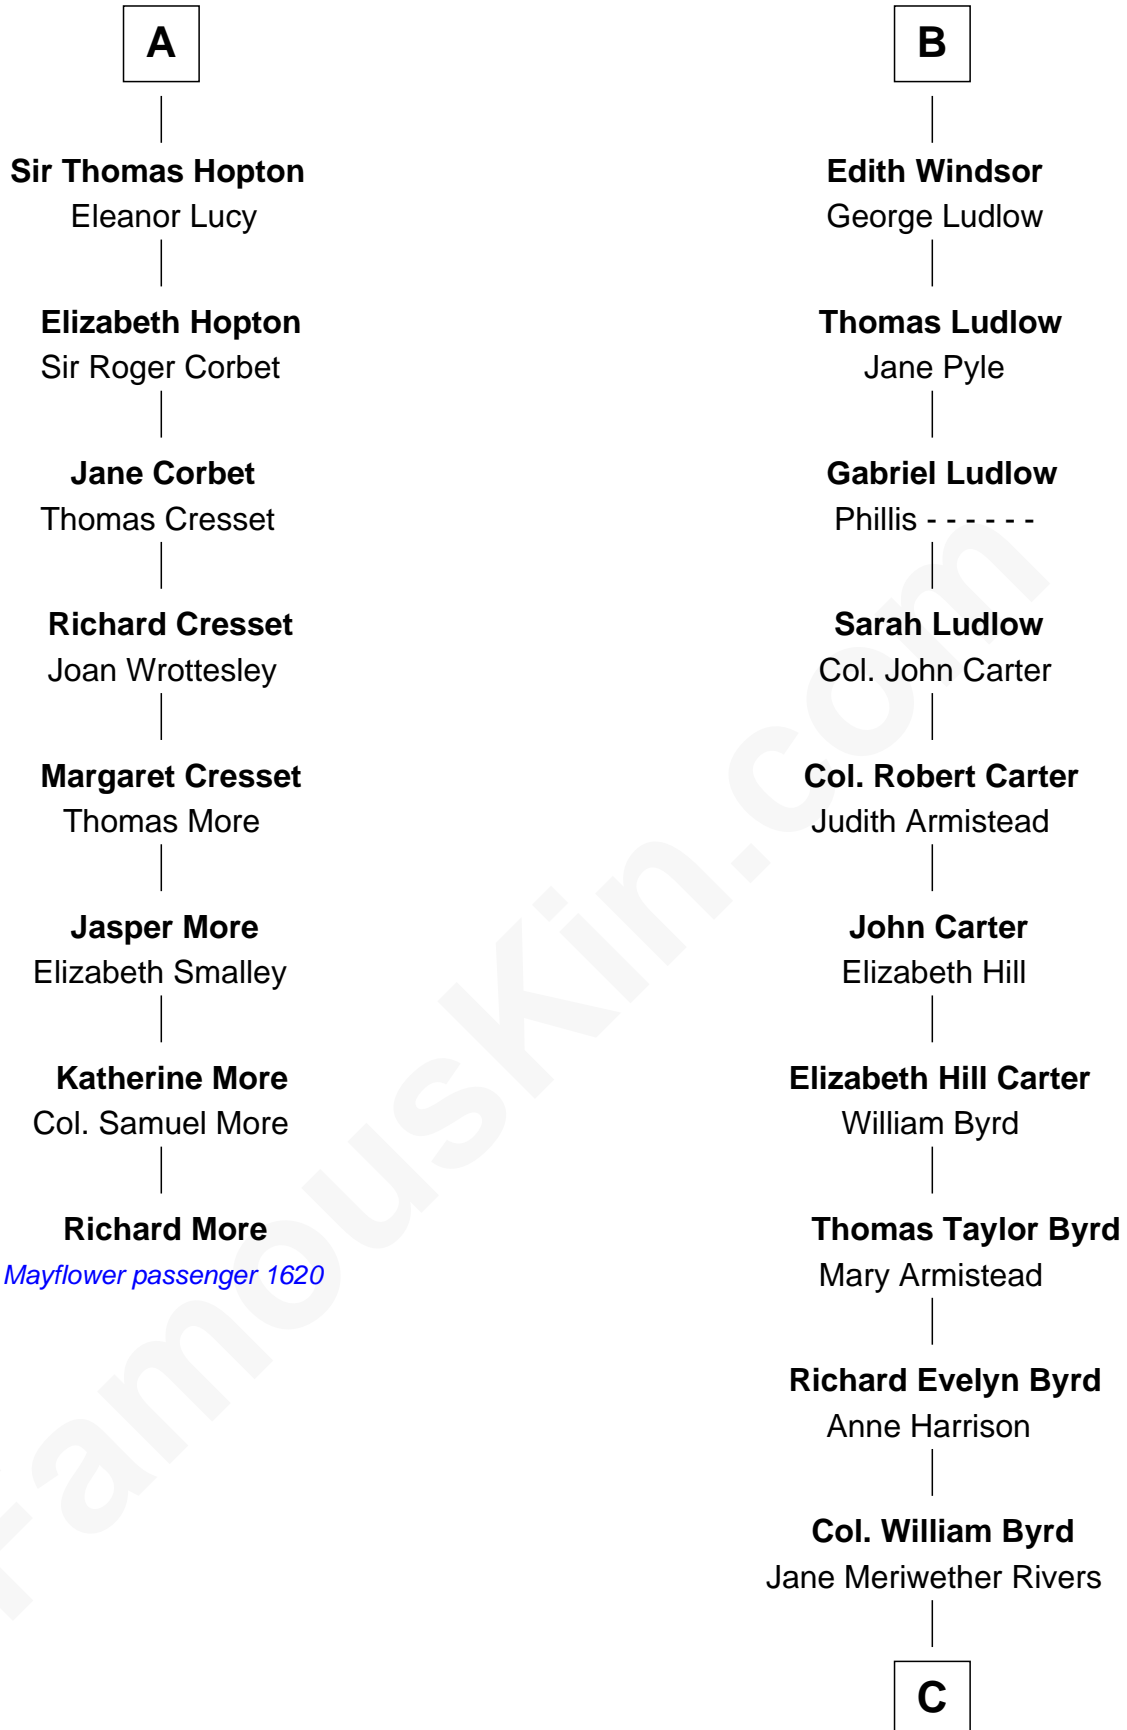 A
Sir Thomas Hopton
Eleanor Lucy
Elizabeth Hopton
Sir Roger Corbet
Jane Corbet
Thomas Cresset
Richard Cresset
Joan Wrottesley
Margaret Cresset
Thomas More
Jasper More
Elizabeth Smalley
Katherine More
Col. Samuel More
Richard More
Mayflower passenger 1620
B
Edith Windsor
George Ludlow
Thomas Ludlow
Jane Pyle
Gabriel Ludlow
Phillis - - - - - -
Sarah Ludlow
Col. John Carter
Col. Robert Carter
Judith Armistead
John Carter
Elizabeth Hill
Elizabeth Hill Carter
William Byrd
Thomas Taylor Byrd
Mary Armistead
Richard Evelyn Byrd
Anne Harrison
Col. William Byrd
Jane Meriwether Rivers
C
FamousKin.com